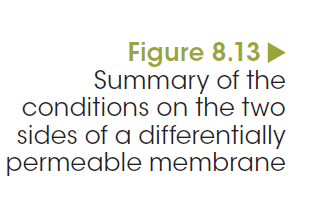 Figure 8.13 ▶
Summary of the
conditions on the two
sides of a differentially
permeable membrane